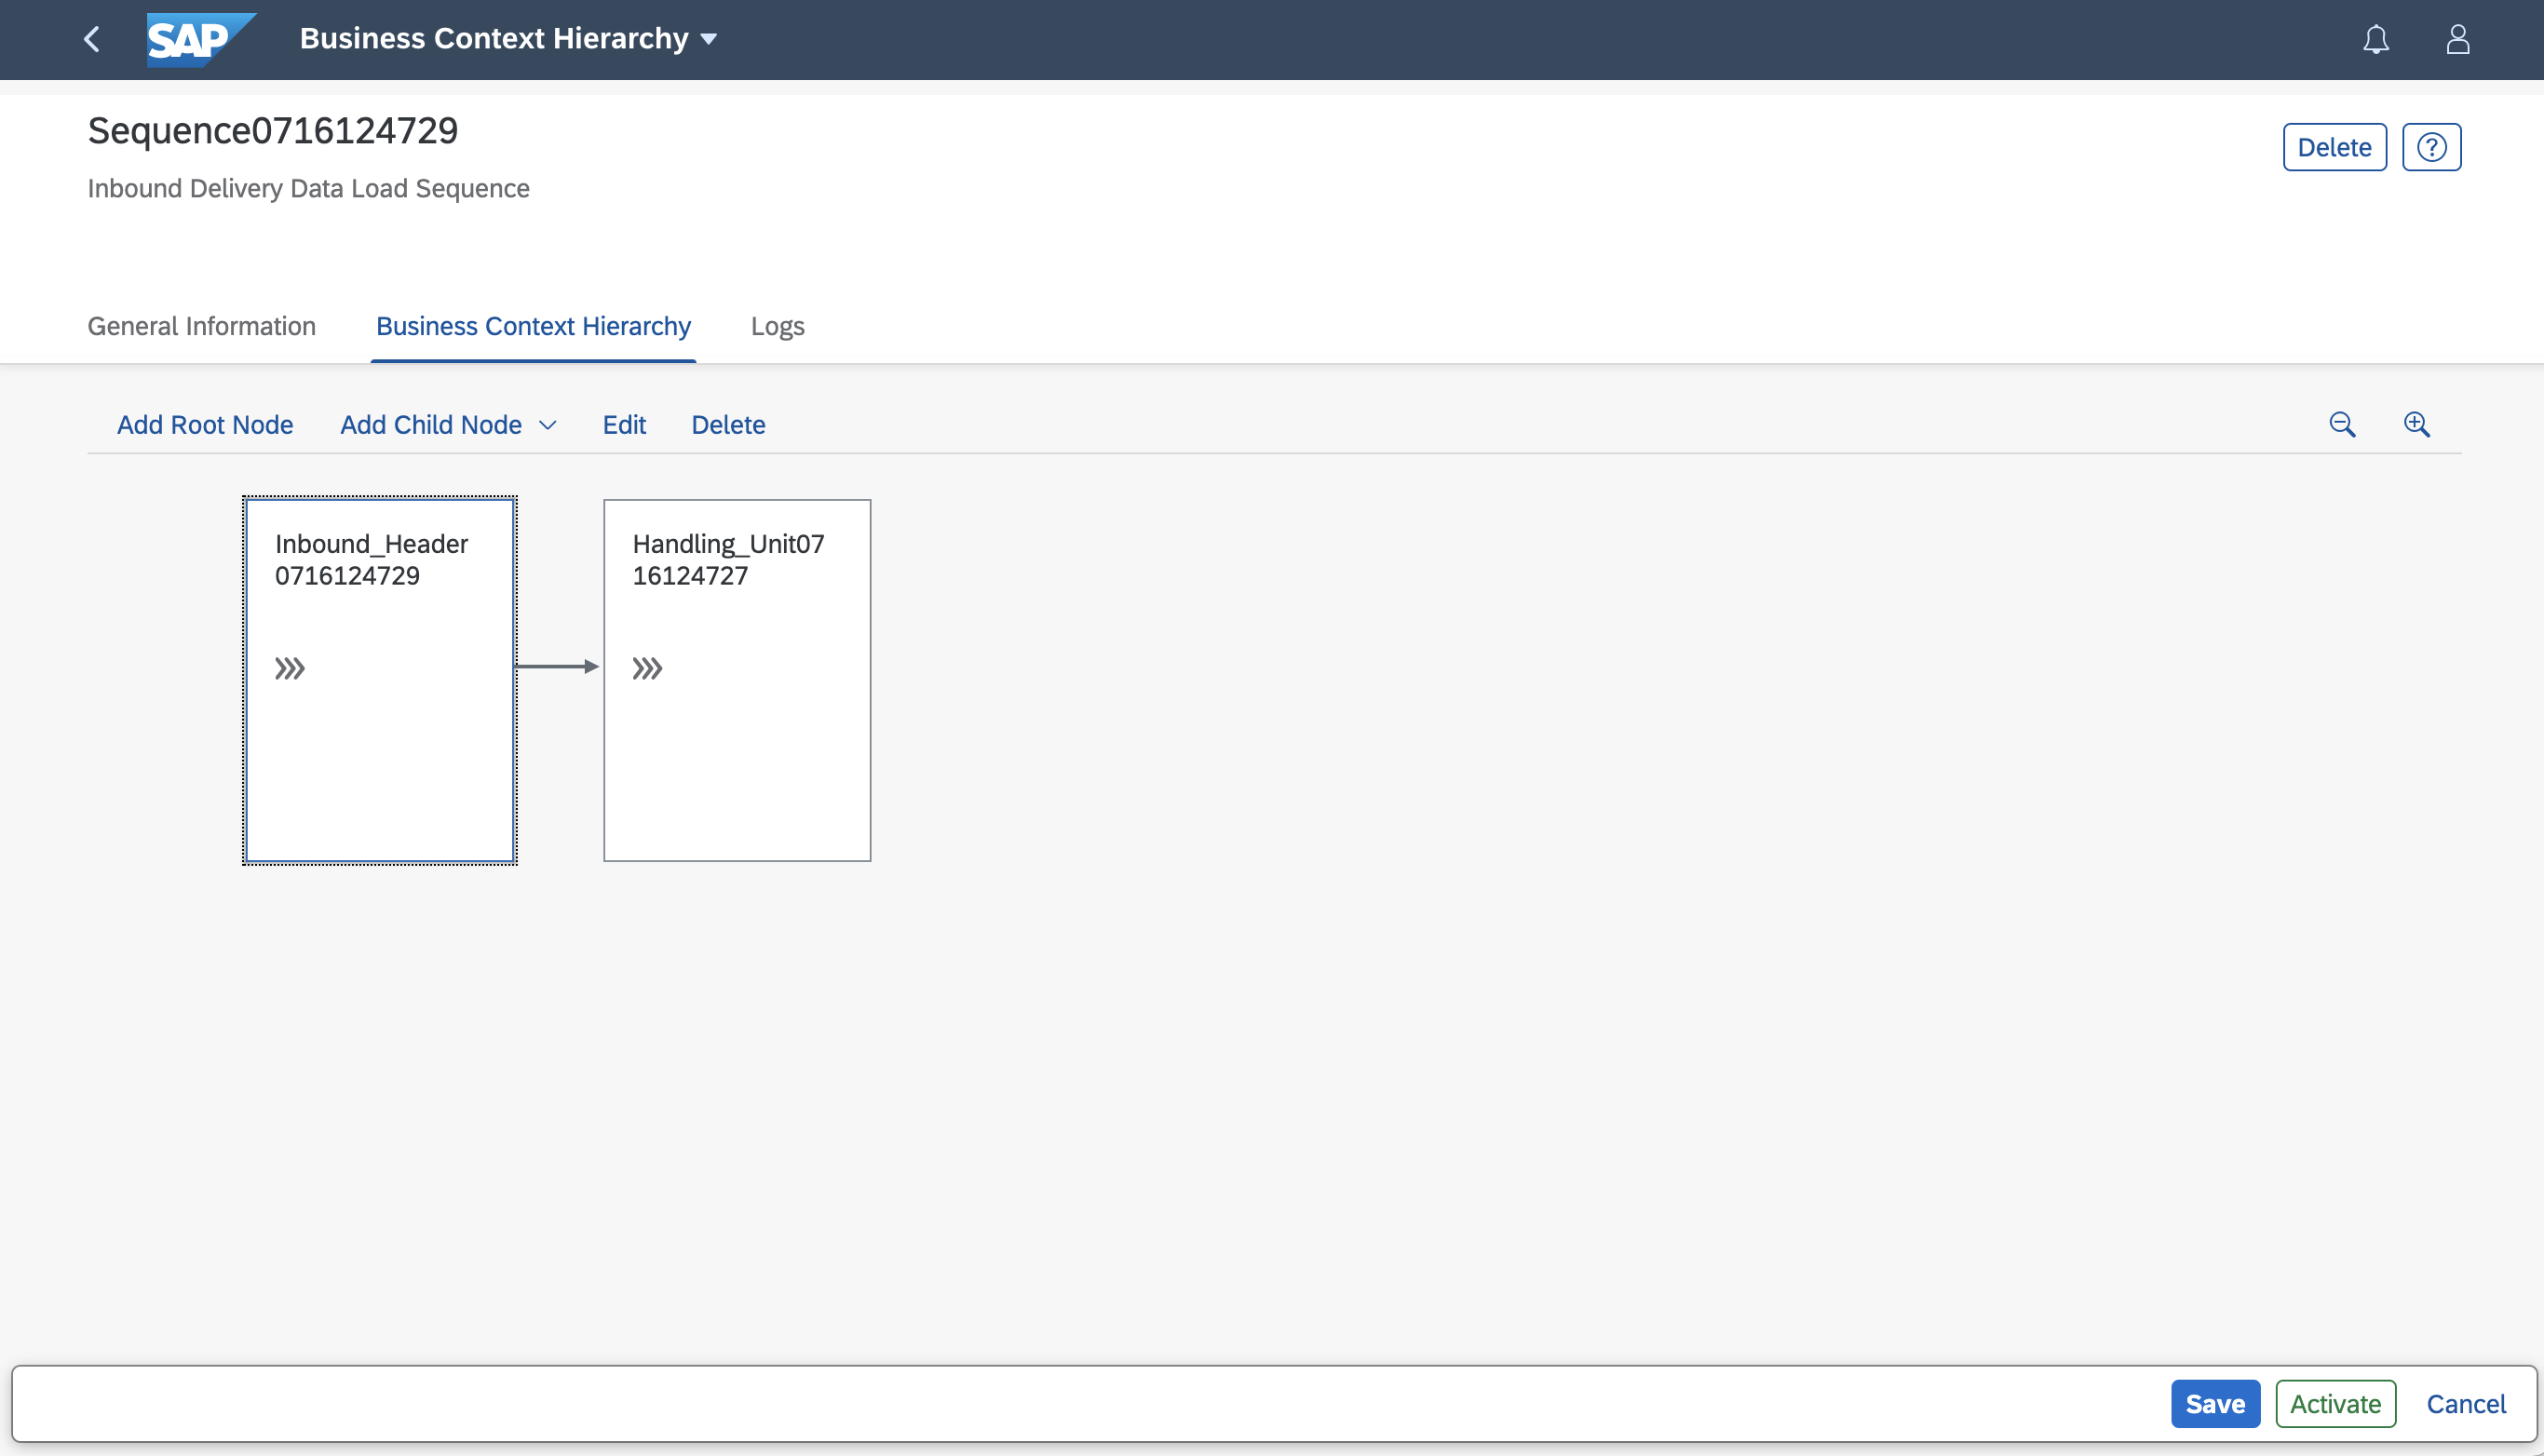 SAP Business Context Hierarchy
Sequence0716124729
Delete
Inbound Delivery Data Load Sequence
General Information Business Context Hierarchy Logs
Add Root Node Add Child Node Edit Delete
Inbound_Header
0716124729
Handling_Unit07
16124727
Save Activate Cancel